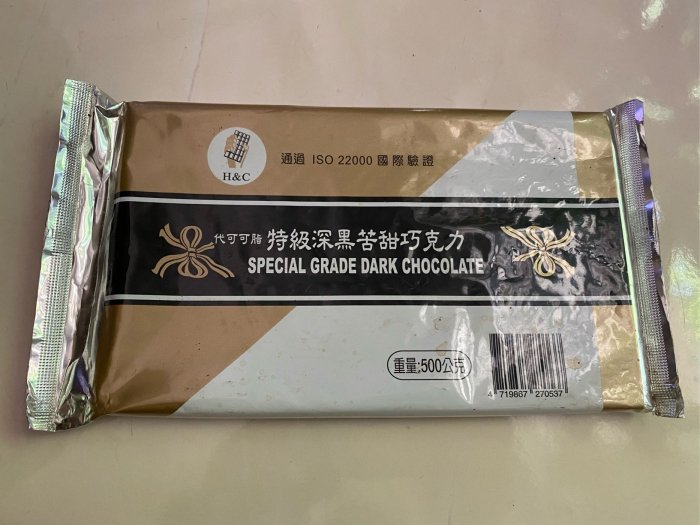 H&C
通過 ISO 22000 國際驗證
代可可脂 特級深黑苦甜巧克力
SPECIAL GRADE DARK CHOCOLATE
重量:500公克
4 719867 270537